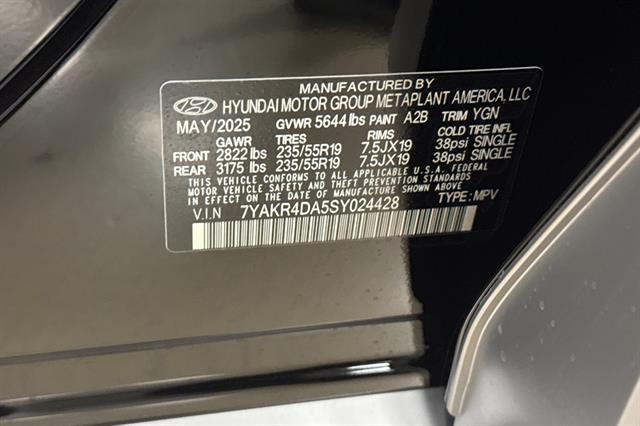 MANUFACTURED BY
HYUNDAI MOTOR GROUP METAPLANT AMERICA, LLC
MAY/2025 GVWR 5644 lbs PAINT A2B TRIM YGN
GAWR TIRES RIMS COLD TIRE INFL
FRONT 2822 lbs 235/55R19 7.5JX19 38psi SINGLE
REAR 3175 lbs 235/55R19 7.5JX19 38psi SINGLE
THIS VEHICLE CONFORMS TO ALL APPLICABLE U.S.A. FEDERAL
MOTOR VEHICLE SAFETY AND THEFT PREVENTION STANDARDS IN
EFFECT ON THE DATE OF MANUFACTURE SHOWN ABOVE.
V.I.N 7YAKR4DA5SY024428 TYPE : MPV